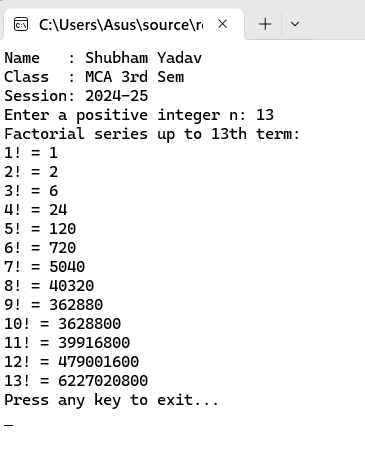 C:\Users\Asus\source\r
Name   : Shubham Yadav
Class  : MCA 3rd Sem
Session: 2024-25
Enter a positive integer n: 13
Factorial series up to 13th term:
1! = 1
2! = 2
3! = 6
4! = 24
5! = 120
6! = 720
7! = 5040
8! = 40320
9! = 362880
10! = 3628800
11! = 39916800
12! = 479001600
13! = 6227020800
Press any key to exit...
_